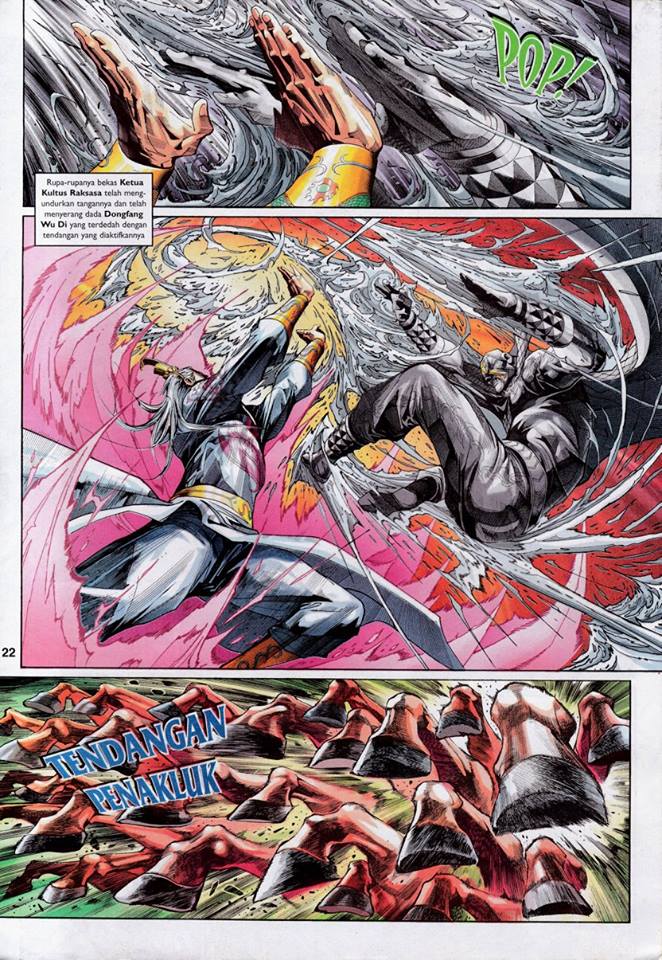 POP!
Rupa-rupanya bekas Ketua
Kultus Raksasa telah meng-
undurkan tangannya dan telah
menyerang dada Dongfang
Wu Di yang terdedah dengan
tendangan yang diaktifkannya
22
TENDANGAN
PENAKLUK